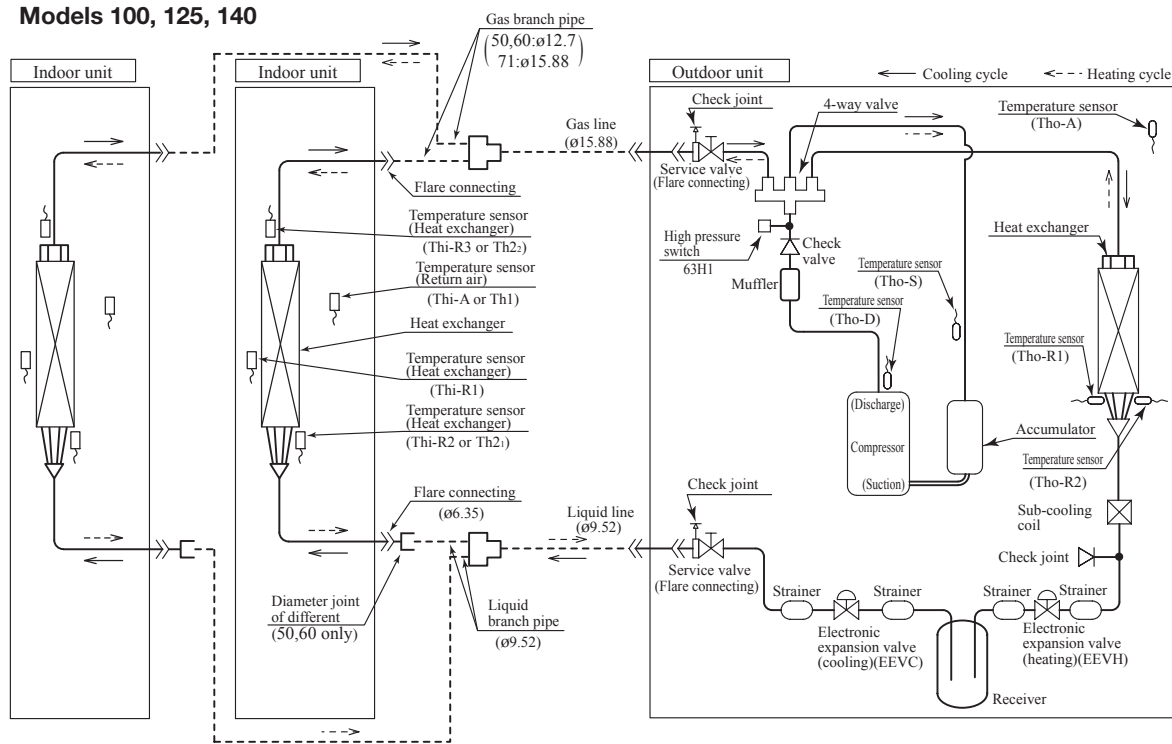 Models 100, 125, 140
Gas branch pipe
50,60:ø12.7
71:ø15.88
Indoor unit
Indoor unit
Outdoor unit
Cooling cycle
Heating cycle
Check joint
4-way valve
Temperature sensor
(Tho-A)
Gas line
(ø15.88)
Service valve
(Flare connecting)
Flare connecting
Temperature sensor
(Heat exchanger)
(Thi-R3 or Th2₂)
High pressure
switch
63H1
Check
valve
Heat exchanger
Temperature sensor
(Return air)
(Thi-A or Th1)
Muffler
Temperature sensor
(Tho-S)
Temperature sensor
(Tho-D)
Heat exchanger
Temperature sensor
(Tho-R1)
Temperature sensor
(Heat exchanger)
(Thi-R1)
Temperature sensor
(Heat exchanger)
(Thi-R2 or Th2₁)
(Discharge)
Compressor
(Suction)
Accumulator
Temperature sensor
(Tho-R2)
Flare connecting
(ø6.35)
Liquid line
(ø9.52)
Check joint
Sub-cooling
coil
Check joint
Service valve
(Flare connecting)
Diameter joint
of different
(50,60 only)
Liquid
branch pipe
(ø9.52)
Strainer
Strainer
Strainer
Strainer
Electronic
expansion valve
(cooling)(EEVC)
Electronic
expansion valve
(heating)(EEVH)
Receiver